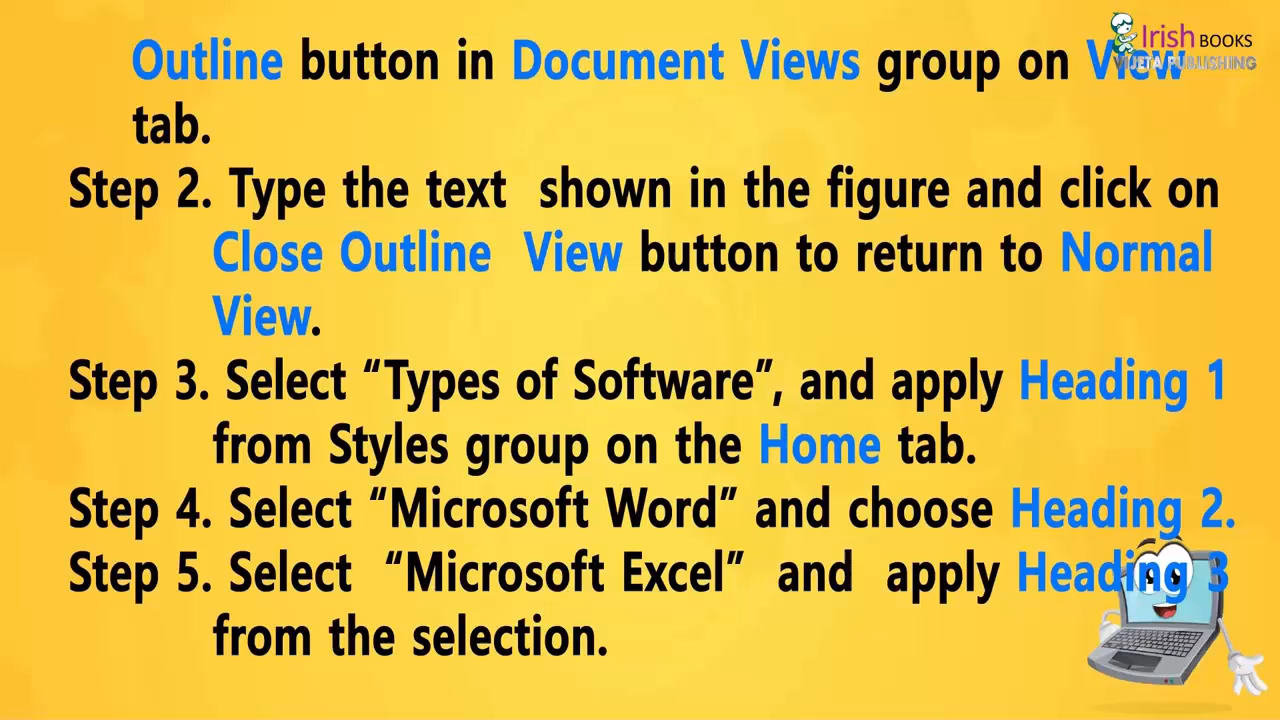 Irish BOOKS
VIJETA PUBLISHING
Outline button in Document Views group on View
tab.
Step 2. Type the text shown in the figure and click on
Close Outline View button to return to Normal
View.
Step 3. Select “Types of Software”, and apply Heading 1
from Styles group on the Home tab.
Step 4. Select “Microsoft Word” and choose Heading 2.
Step 5. Select “Microsoft Excel” and apply Heading 3
from the selection.